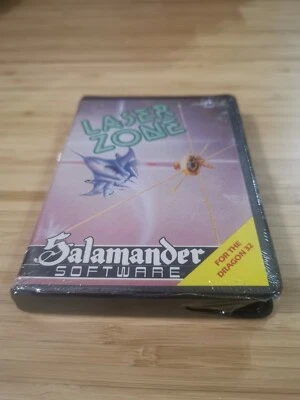 LASER
ZONE
Salamander
SOFTWARE
FOR THE
DRAGON 32